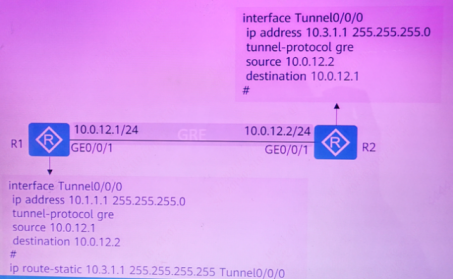 interface Tunnel0/0/0
ip address 10.3.1.1 255.255.255.0
tunnel-protocol gre
source 10.0.12.2
destination 10.0.12.1
#
10.0.12.1/24
GRE
10.0.12.2/24
R1
R
GE0/0/1
GE0/0/1
R
R2
interface Tunnel0/0/0
ip address 10.1.1.1 255.255.255.0
tunnel-protocol gre
source 10.0.12.1
destination 10.0.12.2
#
ip route-static 10.3.1.1 255.255.255.255 Tunnel0/0/0